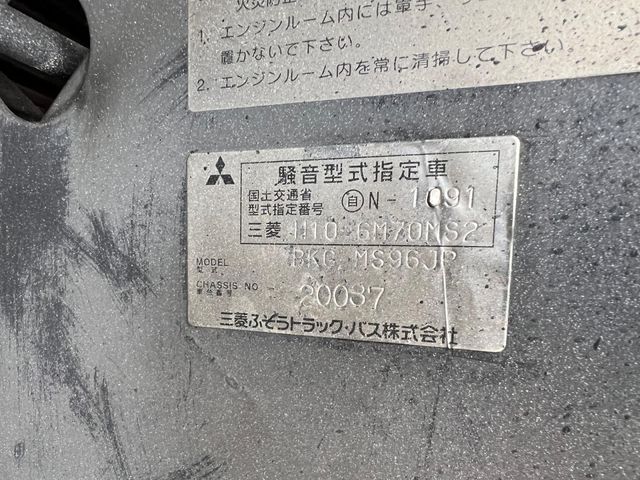 1. エンジンルーム内には軍手、
置かないで下さい。
2. エンジンルーム内を常に清掃して下さい
騒音型式指定車
国土交通省
型式指定番号 自N-1091
三菱 H10-6M70NS2
MODEL BKG-MS96JP
型式
CHASSIS NO 20037
車台番号
三菱ふそうトラック・バス株式会社